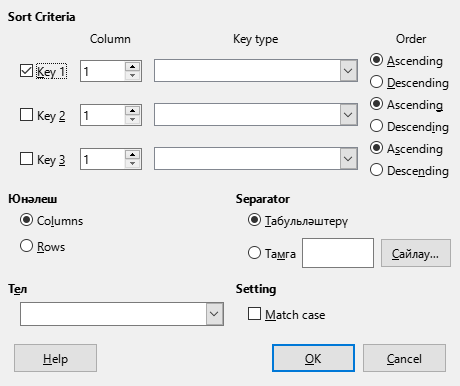 Sort Criteria
Column Key type Order
Key 1 1 Ascending
Descending
Key 2 1 Ascending
Descending
Key 3 1 Ascending
Descending
Юнәлеш Separator
Columns Табульләштерү
Rows Тамга Сайлау...
Тел Setting
Match case
Help OK Cancel